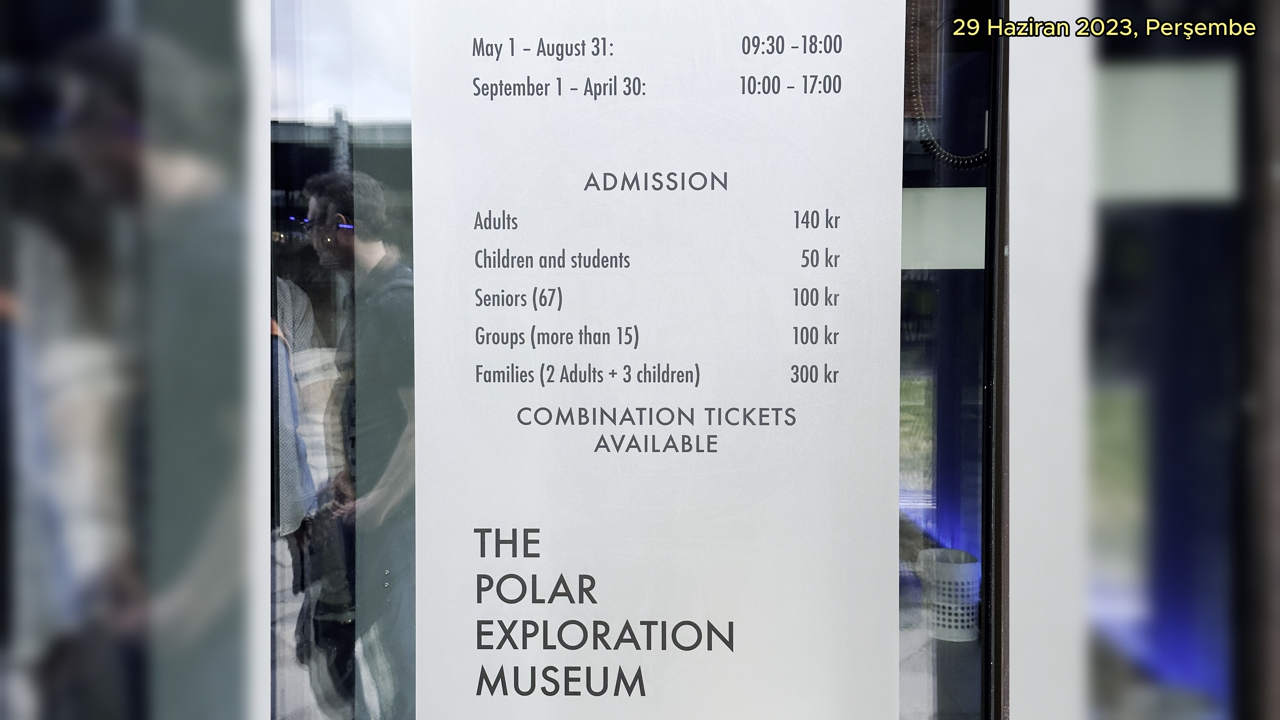 29 Haziran 2023, Perşembe
May 1 – August 31: 09:30 –18:00
September 1 – April 30: 10:00 – 17:00
ADMISSION
Adults 140 kr
Children and students 50 kr
Seniors (67) 100 kr
Groups (more than 15) 100 kr
Families (2 Adults + 3 children) 300 kr
COMBINATION TICKETS
AVAILABLE
THE
POLAR
EXPLORATION
MUSEUM